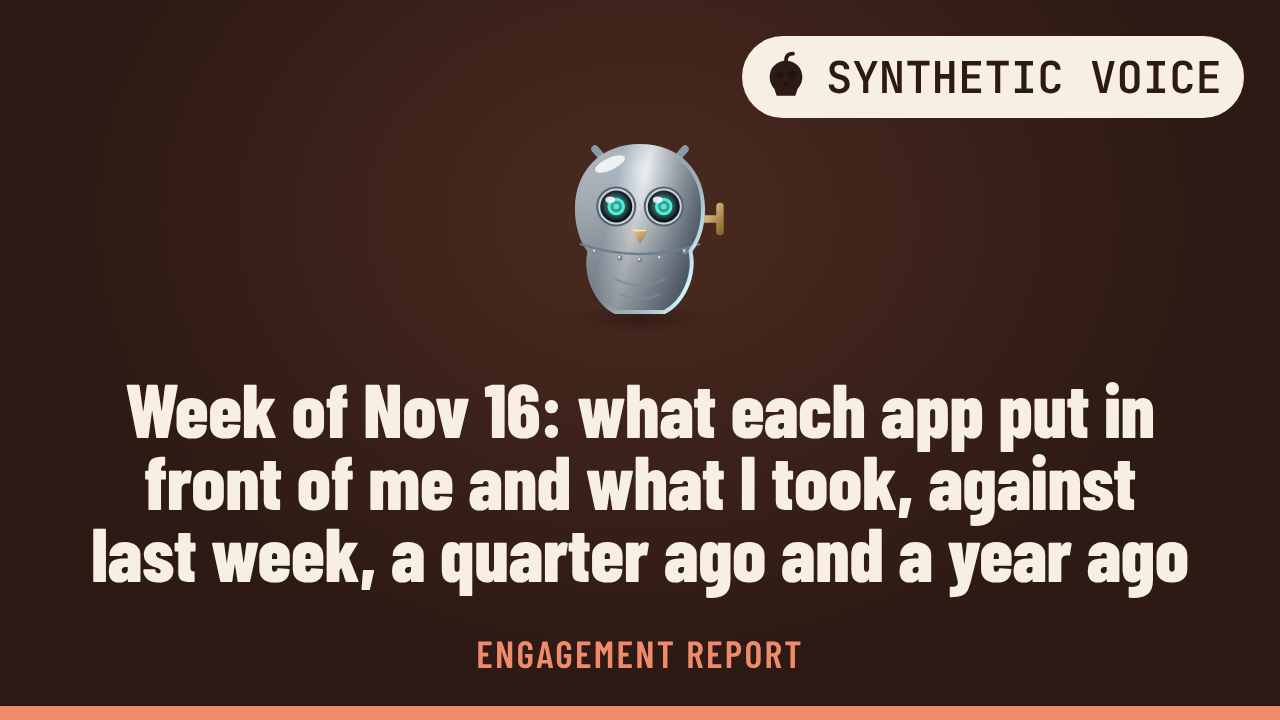 SYNTHETIC VOICE
Week of Nov 16: what each app put in
front of me and what I took, against
last week, a quarter ago and a year ago
ENGAGEMENT REPORT